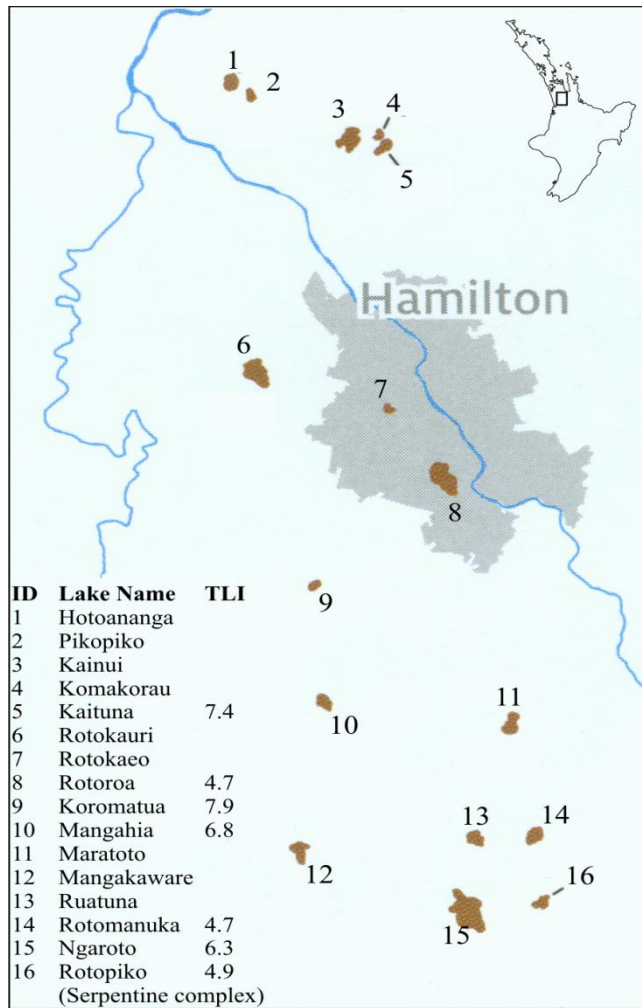 1
2
3
4
5
Hamilton
6
7
8
9
10
11
12
13
14
15
16
ID Lake Name TLI
1 Hotoananga
2 Pikopiko
3 Kainui
4 Komakorau
5 Kaituna 7.4
6 Rotokauri
7 Rotokaeo
8 Rotoroa 4.7
9 Koromatua 7.9
10 Mangahia 6.8
11 Maratoto
12 Mangakaware
13 Ruatuna
14 Rotomanuka 4.7
15 Ngaroto 6.3
16 Rotopiko 4.9
(Serpentine complex)